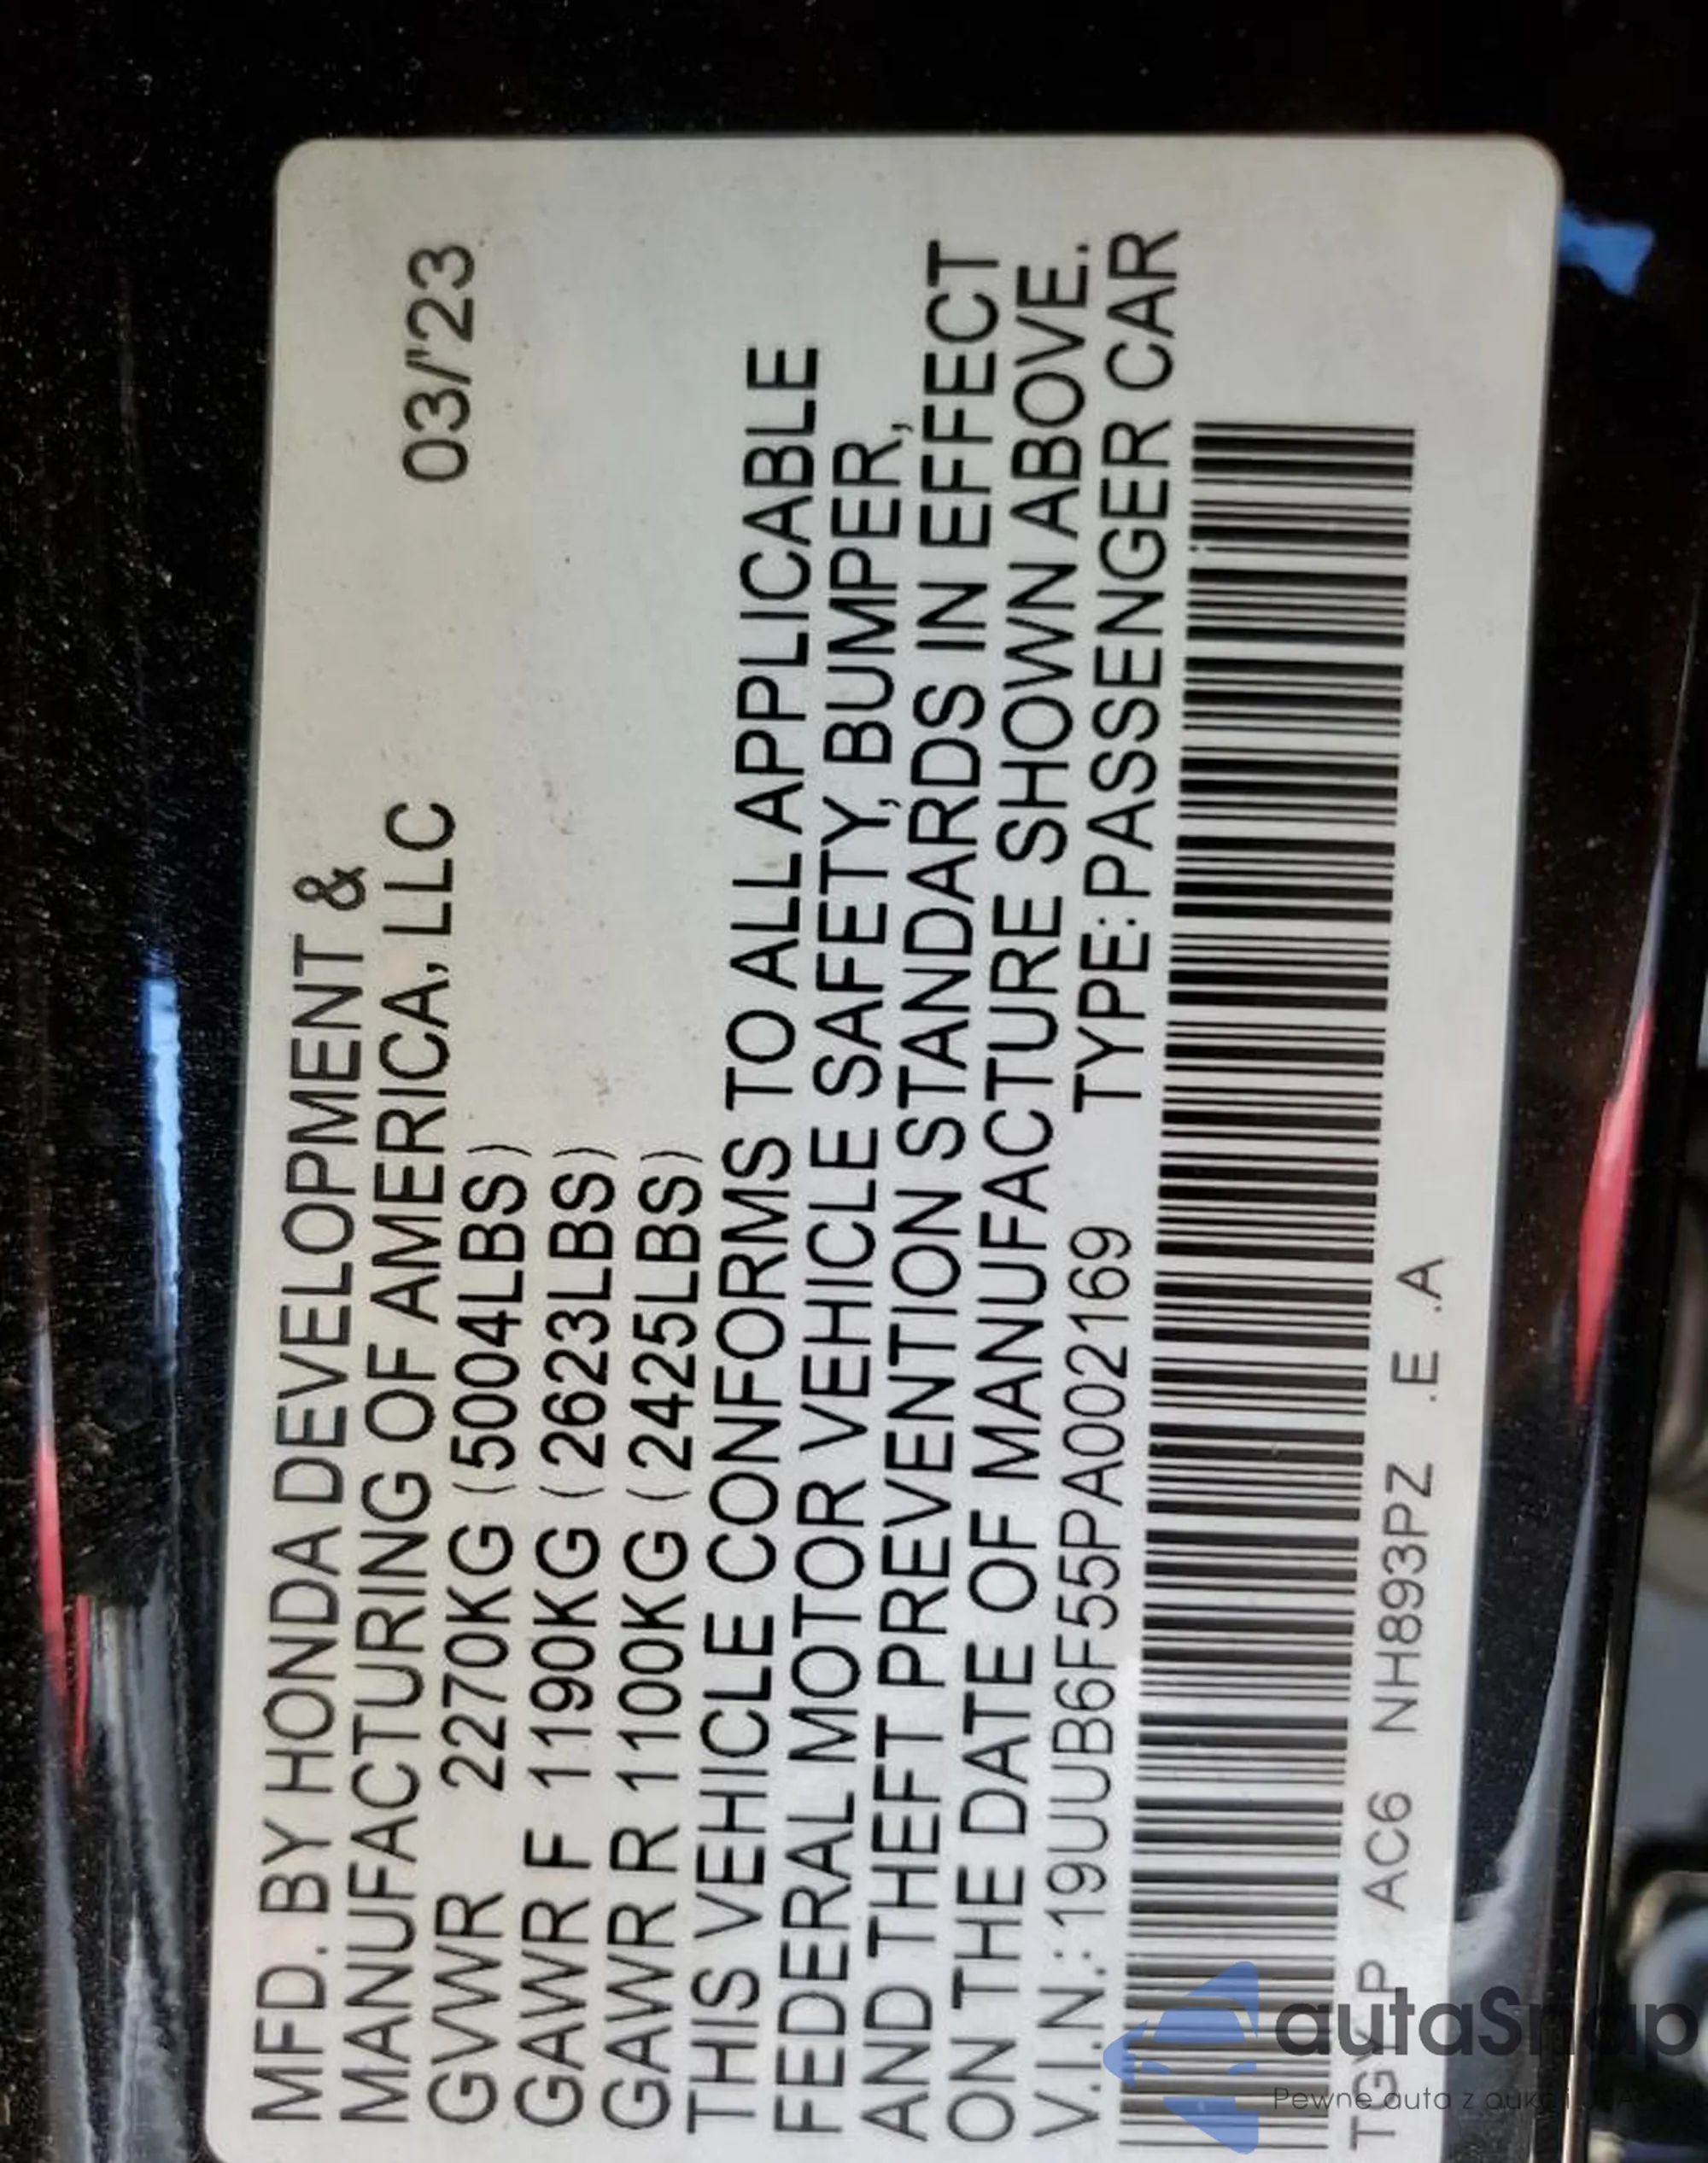 MFD. BY HONDA DEVELOPMENT &
MANUFACTURING OF AMERICA, LLC 03/'23
GVWR 2270KG (5004LBS)
GAWR F 1190KG (2623LBS)
GAWR R 1100KG (2425LBS)
THIS VEHICLE CONFORMS TO ALL APPLICABLE
FEDERAL MOTOR VEHICLE SAFETY, BUMPER,
AND THEFT PREVENTION STANDARDS IN EFFECT
ON THE DATE OF MANUFACTURE SHOWN ABOVE.
V.I.N.: 19UUB6F55PA002169 TYPE: PASSENGER CAR
AC6 NH893PZ .E .A
autaSnap
Pewne auta z